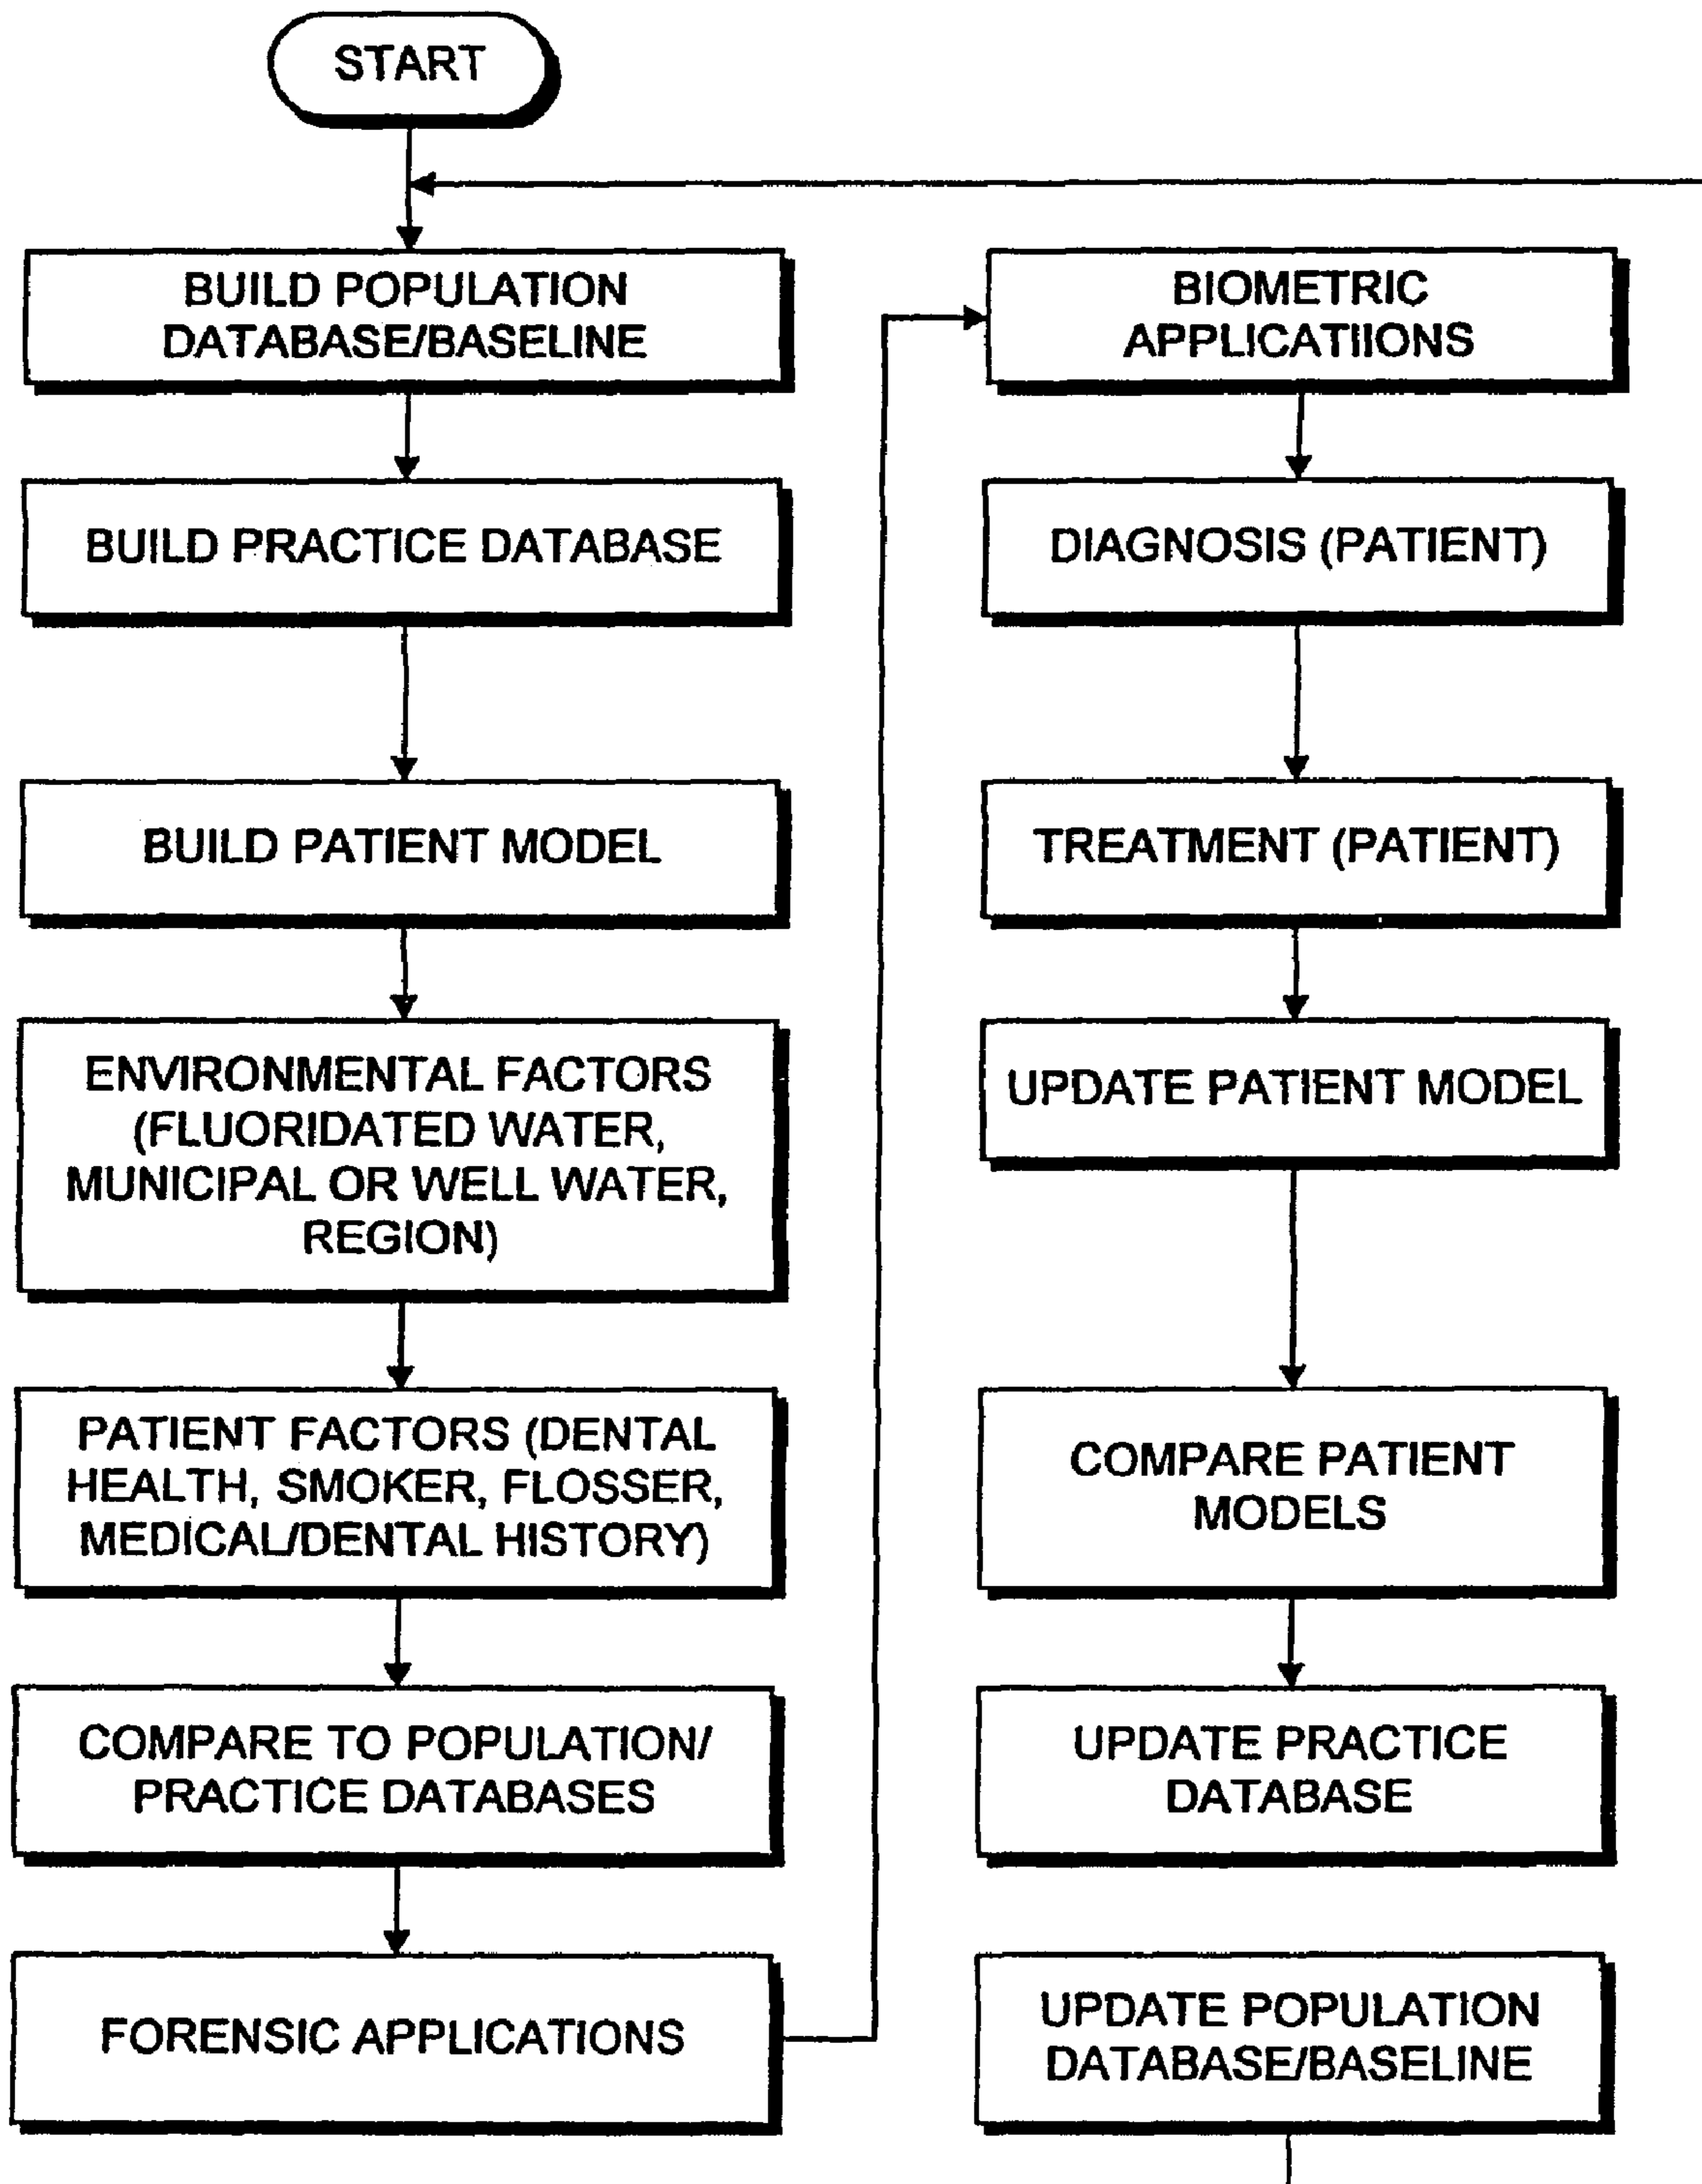 START
BUILD POPULATION
DATABASE/BASELINE
BUILD PRACTICE DATABASE
BUILD PATIENT MODEL
ENVIRONMENTAL FACTORS
(FLUORIDATED WATER,
MUNICIPAL OR WELL WATER,
REGION)
PATIENT FACTORS (DENTAL
HEALTH, SMOKER, FLOSSER,
MEDICAL/DENTAL HISTORY)
COMPARE TO POPULATION/
PRACTICE DATABASES
FORENSIC APPLICATIONS
BIOMETRIC
APPLICATIIONS
DIAGNOSIS (PATIENT)
TREATMENT (PATIENT)
UPDATE PATIENT MODEL
COMPARE PATIENT
MODELS
UPDATE PRACTICE
DATABASE
UPDATE POPULATION
DATABASE/BASELINE